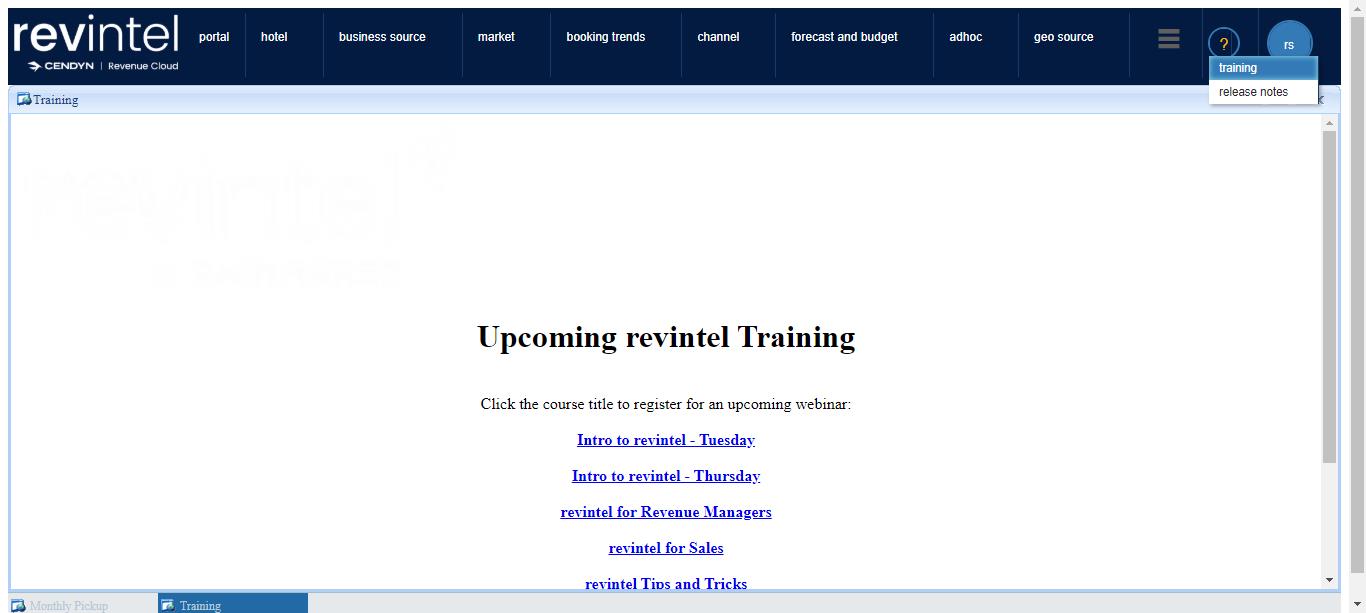 revintel
CENDYN | Revenue Cloud
portal
hotel
business source
market
booking trends
channel
forecast and budget
adhoc
geo source
?
rs
training
release notes
Training
Upcoming revintel Training
Click the course title to register for an upcoming webinar:
Intro to revintel - Tuesday
Intro to revintel - Thursday
revintel for Revenue Managers
revintel for Sales
revintel Tips and Tricks
Monthly Pickup
Training